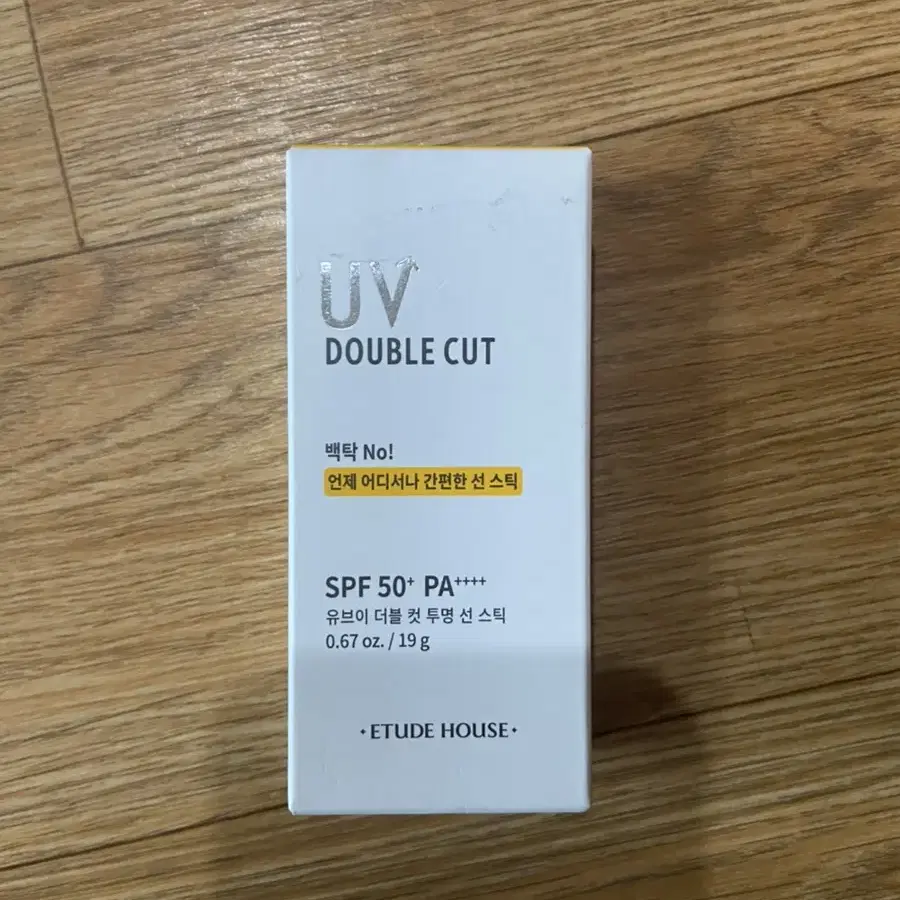 UV
DOUBLE CUT
백탁 No!
언제 어디서나 간편한 선 스틱
SPF 50⁺ PA⁺⁺⁺⁺
유브이 더블 컷 투명 선 스틱
0.67 oz. / 19 g
ETUDE HOUSE